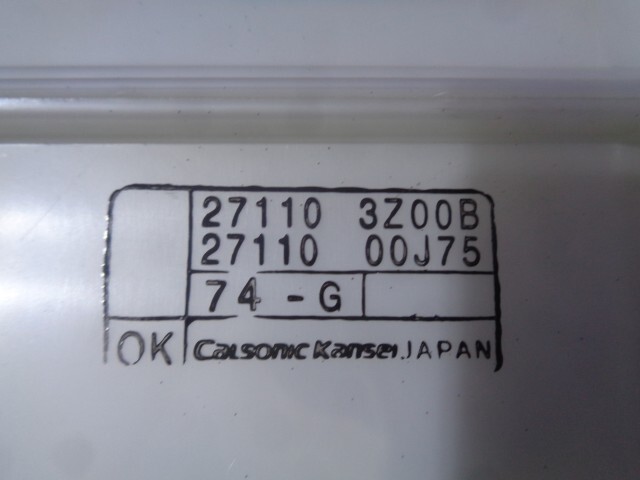 27110 3Z00B
27110 00J75
74 - G
OK CaLsonic Kansei JAPAN